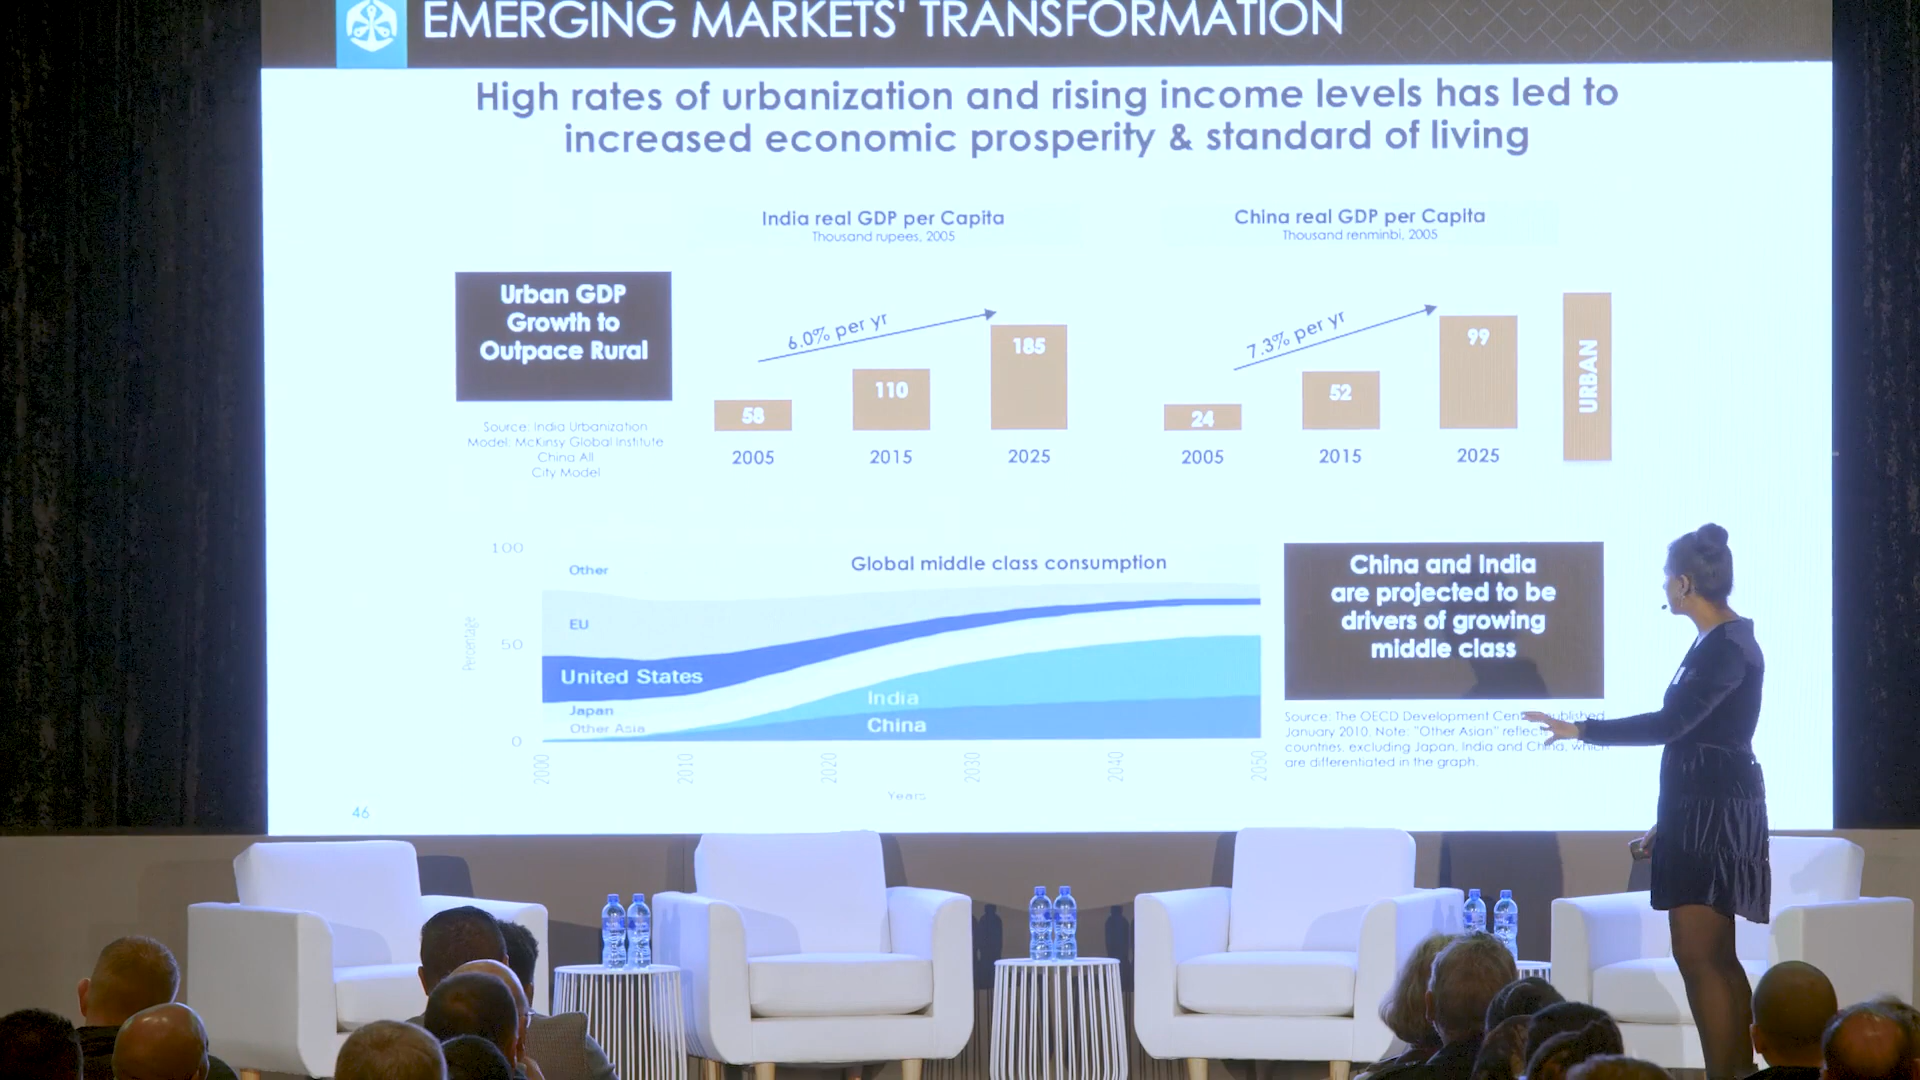 EMERGING MARKETS' TRANSFORMATION
High rates of urbanization and rising income levels has led to
increased economic prosperity & standard of living
India real GDP per Capita
Thousand rupees, 2005
China real GDP per Capita
Thousand renminbi, 2005
Urban GDP
Growth to
Outpace Rural
Source: India Urbanization
Model: McKinsy Global Institute
China All
City Model
6.0% per yr
58
110
185
2005
2015
2025
7.3% per yr
24
52
99
2005
2015
2025
URBAN
Global middle class consumption
100
50
0
Percentage
Other
EU
United States
Japan
Other Asia
India
China
2000
2010
2020
2030
2040
2050
Years
China and India
are projected to be
drivers of growing
middle class
Source: The OECD Development published
January 2010. Note: "Other Asian" reflects
countries, excluding Japan, India and China, which
are differentiated in the graph.
46